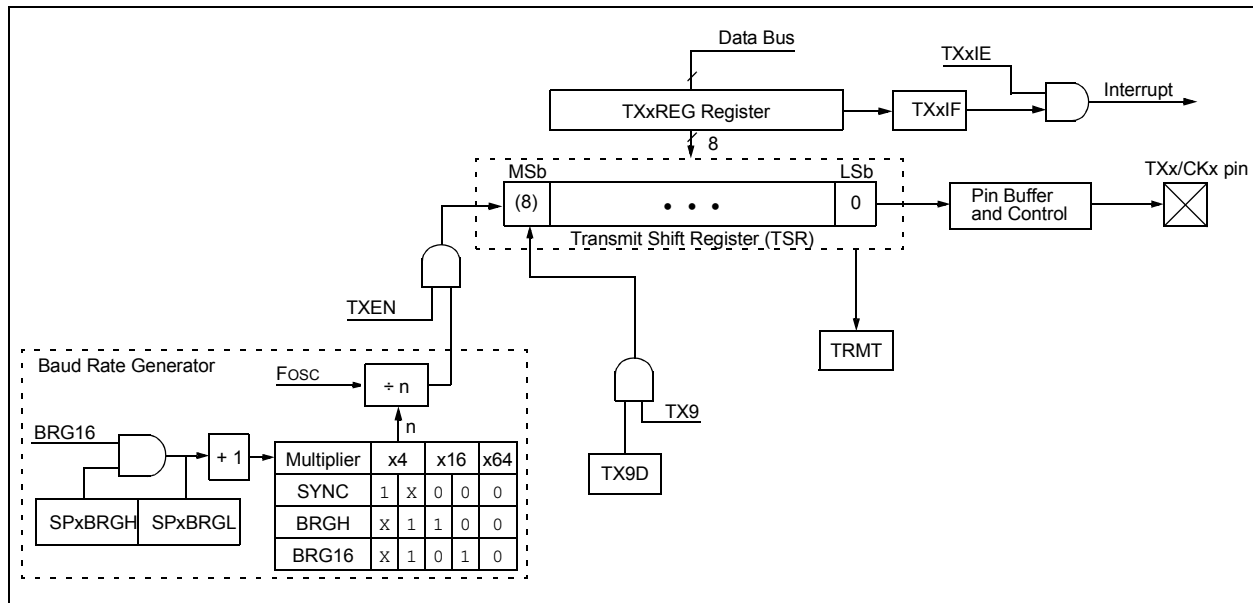 Data Bus
TXxIE
Interrupt
TXxREG Register
TXxIF
8
MSb
LSb
TXx/CKx pin
(8)
• • •
0
Pin Buffer
and Control
Transmit Shift Register (TSR)
TXEN
TRMT
Baud Rate Generator
FOSC
÷ n
TX9
BRG16
n
+ 1
Multiplier x4 x16 x64
TX9D
SYNC 1 X 0 0 0
SPxBRGH SPxBRGL
BRGH X 1 1 0 0
BRG16 X 1 0 1 0